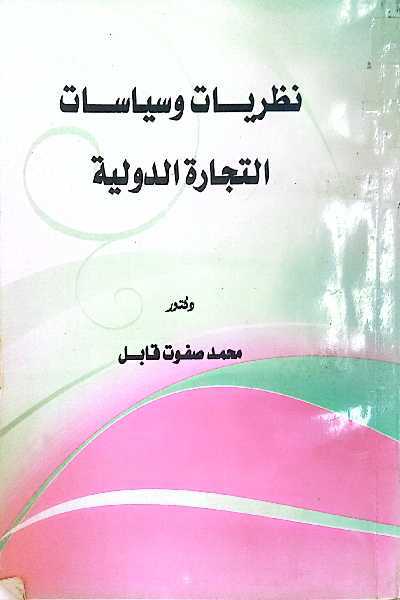 نظريات وسياسات
التجارة الدولية
دكتور
محمد صفوت قابل